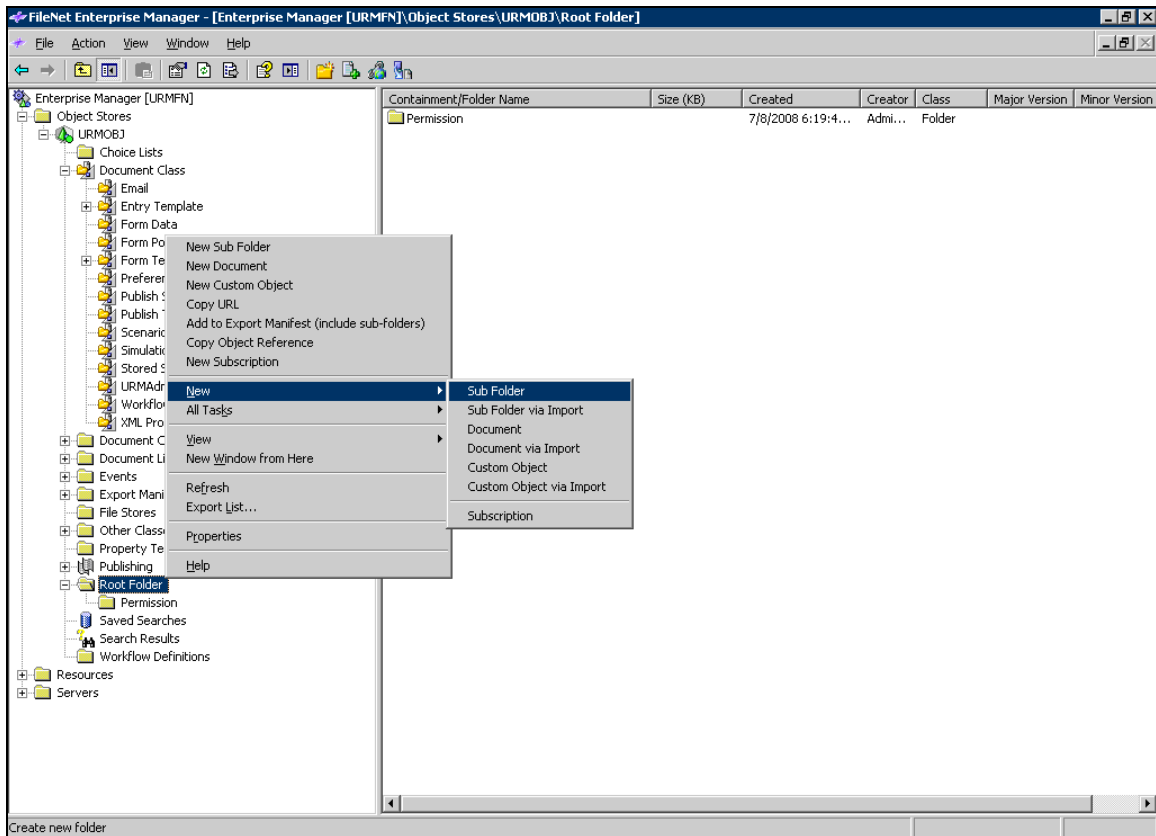 FileNet Enterprise Manager - [Enterprise Manager [URMFN]\Object Stores\URMOBJ\Root Folder]
File Action View Window Help
Enterprise Manager [URMFN]
Object Stores
URMOBJ
Choice Lists
Document Class
Email
Entry Template
Form Data
Form Po
Form Te
Preferer
Publish S
Publish T
Scenaric
Simulatic
Stored S
URMAdr
Workflo
XML Pro
Document C
Document Li
Events
Export Mani
File Stores
Other Classe
Property Te
Publishing
Root Folder
Permission
Saved Searches
Search Results
Workflow Definitions
Resources
Servers
Containment/Folder Name Size (KB) Created Creator Class Major Version Minor Version
Permission 7/8/2008 6:19:4... Admi... Folder
New Sub Folder
New Document
New Custom Object
Copy URL
Add to Export Manifest (include sub-folders)
Copy Object Reference
New Subscription
New
All Tasks
View
New Window from Here
Refresh
Export List...
Properties
Help
Sub Folder
Sub Folder via Import
Document
Document via Import
Custom Object
Custom Object via Import
Subscription
Create new folder